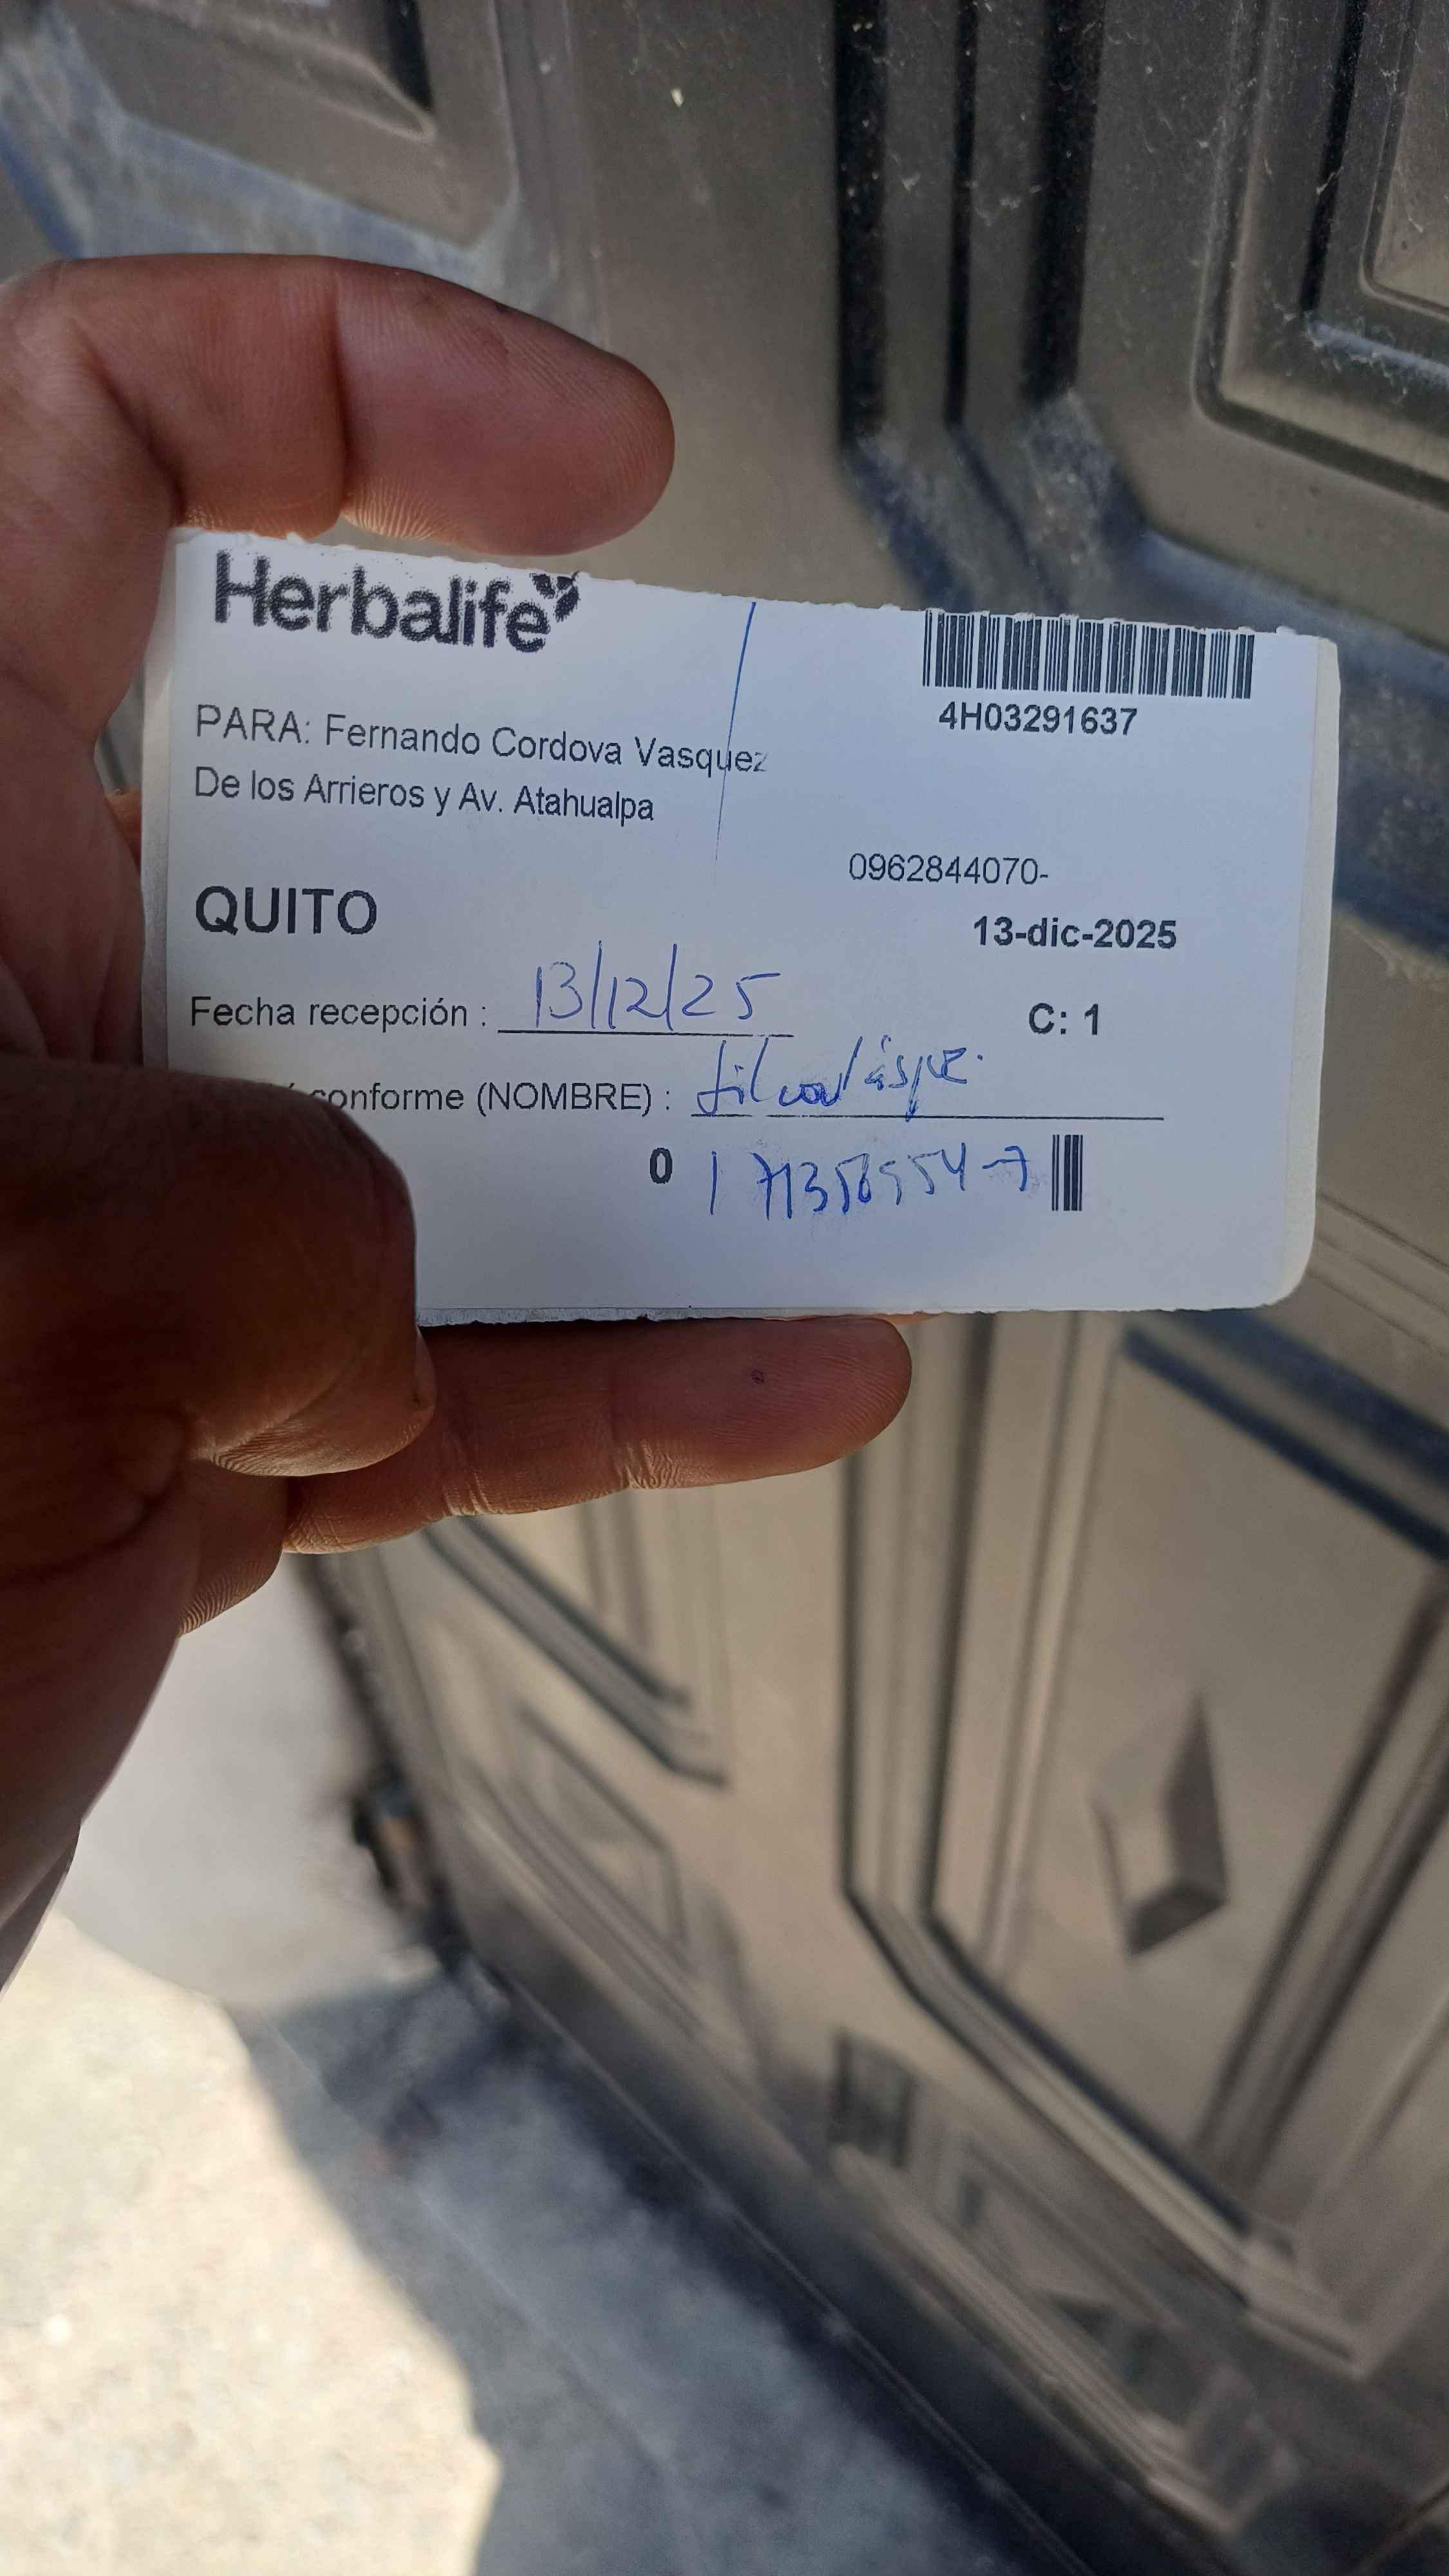 Herbalife
4H03291637
PARA: Fernando Cordova Vasquez
De los Arrieros y Av. Atahualpa
0962844070-
QUITO
13-dic-2025
Fecha recepción : 13/12/25
C: 1
conforme (NOMBRE) :
0